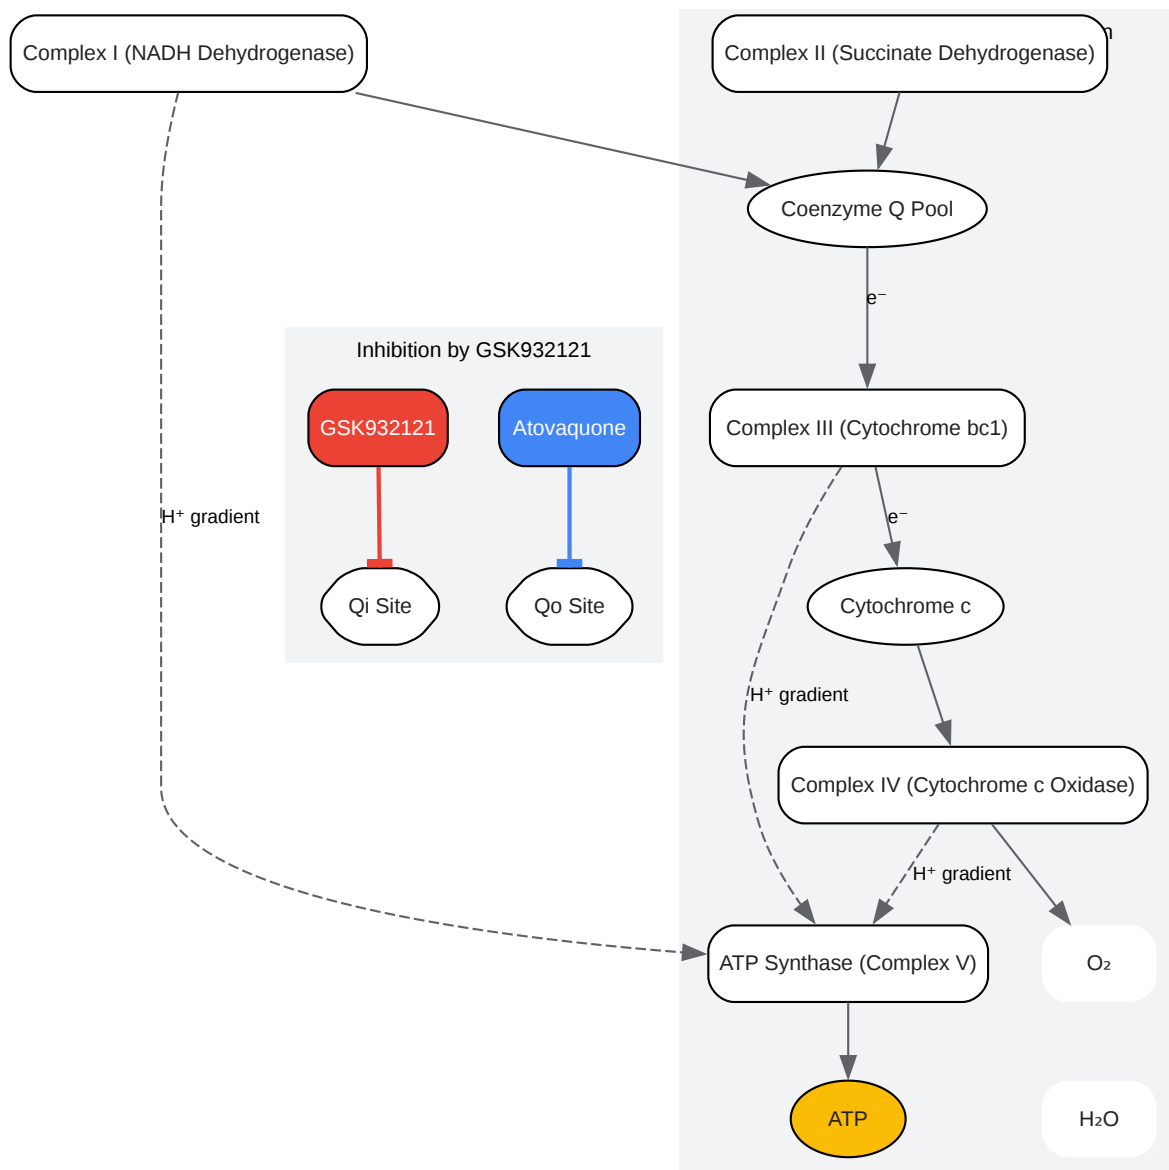 Complex I (NADH Dehydrogenase)
Complex II (Succinate Dehydrogenase)
Coenzyme Q Pool
e⁻
Inhibition by GSK932121
GSK932121
Atovaquone
Complex III (Cytochrome bc1)
H⁺ gradient
e⁻
Qi Site
Qo Site
Cytochrome c
H⁺ gradient
Complex IV (Cytochrome c Oxidase)
H⁺ gradient
ATP Synthase (Complex V)
O₂
ATP
H₂O